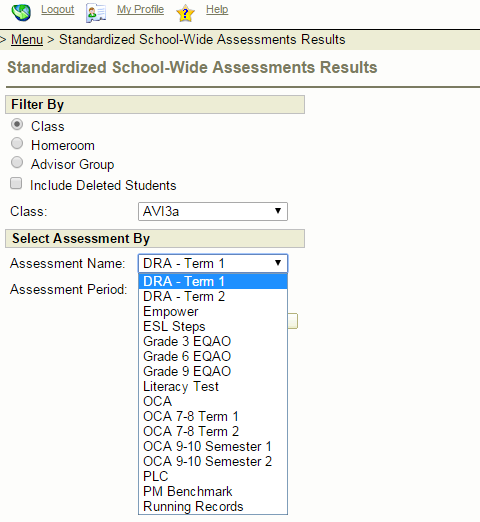 Logout My Profile Help
> Menu > Standardized School-Wide Assessments Results
Standardized School-Wide Assessments Results
Filter By
Class
Homeroom
Advisor Group
Include Deleted Students
Class: AVI3a
Select Assessment By
Assessment Name: DRA - Term 1
Assessment Period:
DRA - Term 1
DRA - Term 2
Empower
ESL Steps
Grade 3 EQAO
Grade 6 EQAO
Grade 9 EQAO
Literacy Test
OCA
OCA 7-8 Term 1
OCA 7-8 Term 2
OCA 9-10 Semester 1
OCA 9-10 Semester 2
PLC
PM Benchmark
Running Records